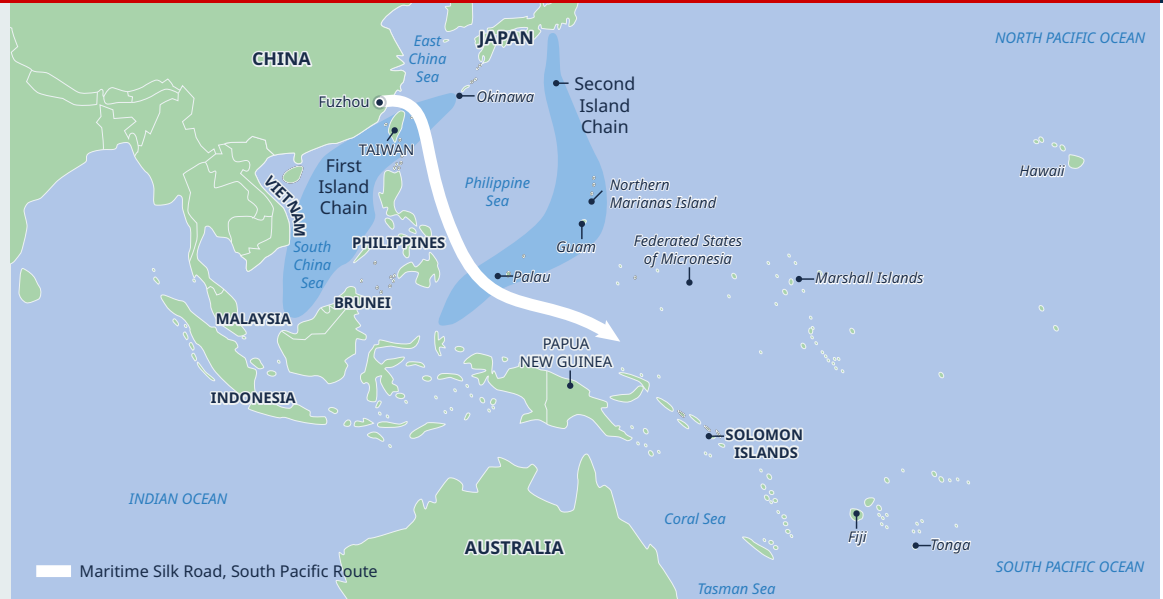 NORTH PACIFIC OCEAN
JAPAN
East
China
Sea
CHINA
Second
Island
Chain
Okinawa
Fuzhou
TAIWAN
First
Island
Chain
Hawaii
VIETNAM
Philippine
Sea
Northern
Marianas Island
PHILIPPINES
Guam
Federated States
of Micronesia
South
China
Sea
Palau
Marshall Islands
BRUNEI
MALAYSIA
PAPUA
NEW GUINEA
INDONESIA
SOLOMON
ISLANDS
INDIAN OCEAN
Coral Sea
Fiji
Tonga
AUSTRALIA
SOUTH PACIFIC OCEAN
Maritime Silk Road, South Pacific Route
Tasman Sea